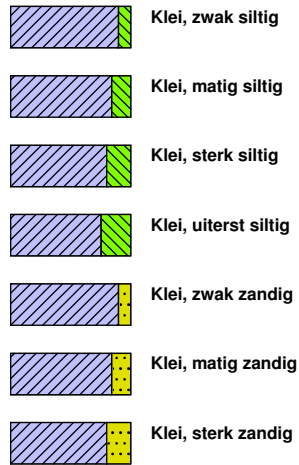 Klei, zwak siltig
Klei, matig siltig
Klei, sterk siltig
Klei, uiterst siltig
Klei, zwak zandig
Klei, matig zandig
Klei, sterk zandig